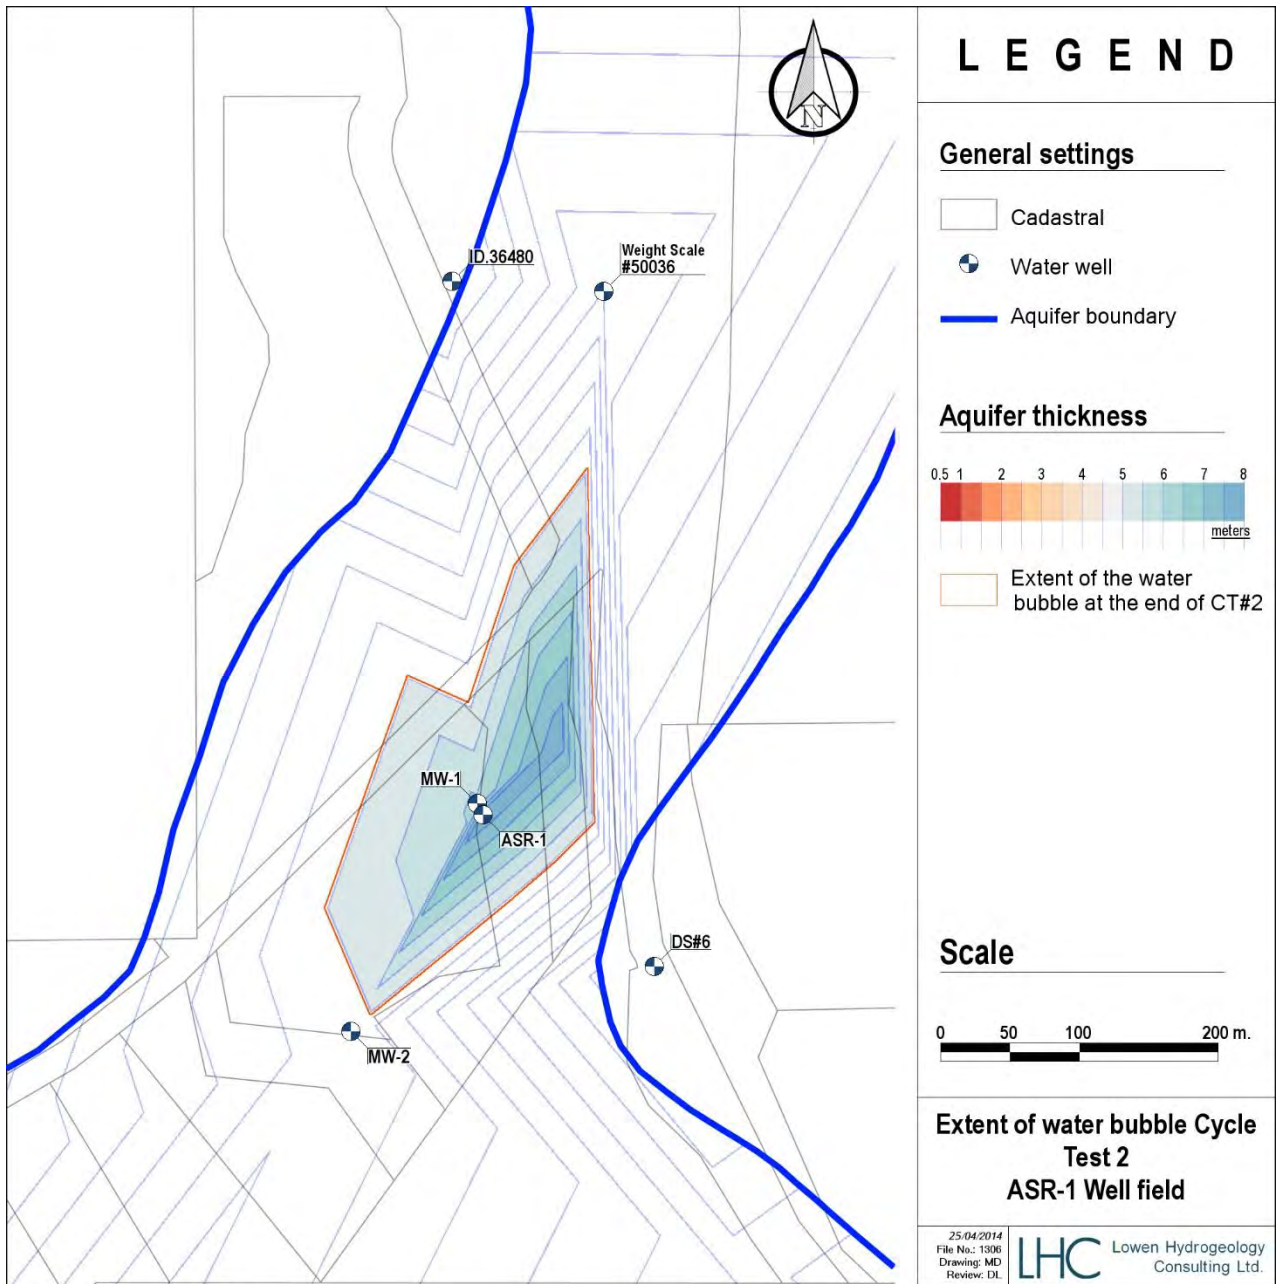 L E G E N D
General settings
Cadastral
Water well
Aquifer boundary
Aquifer thickness
0.5 1 2 3 4 5 6 7 8
meters
Extent of the water
bubble at the end of CT#2
Scale
0 50 100 200 m.
Extent of water bubble Cycle
Test 2
ASR-1 Well field
25/04/2014
File No.: 1306
Drawing: MD
Review: DL
LHC
Lowen Hydrogeology
Consulting Ltd.
N
ID.36480
Weight Scale
#50036
MW-1
ASR-1
DS#6
MW-2